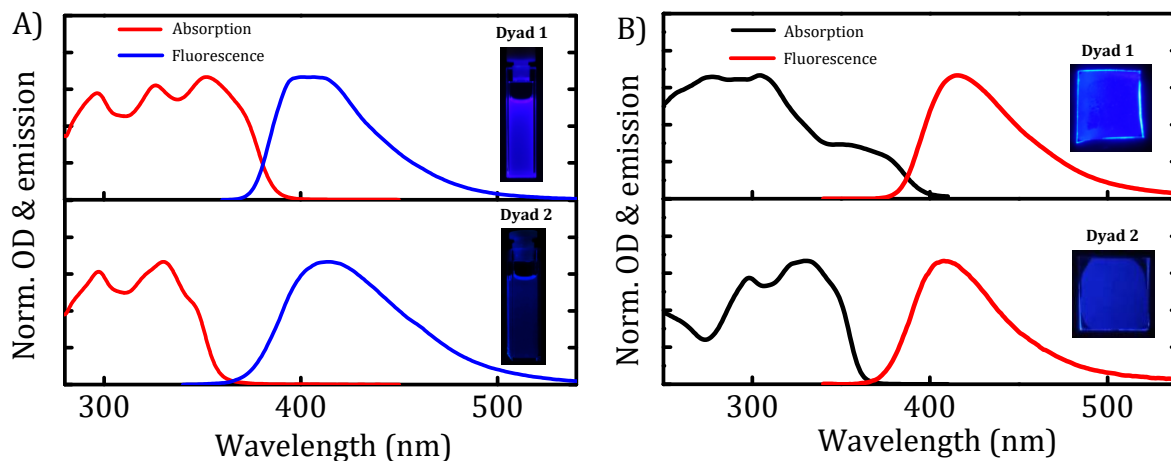 A)
Absorption
Fluorescence
Dyad 1
Dyad 2
Norm. OD & emission
300
400
500
Wavelength (nm)
B)
Absorption
Fluorescence
Dyad 1
Dyad 2
Norm. OD & emission
300
400
500
Wavelength (nm)